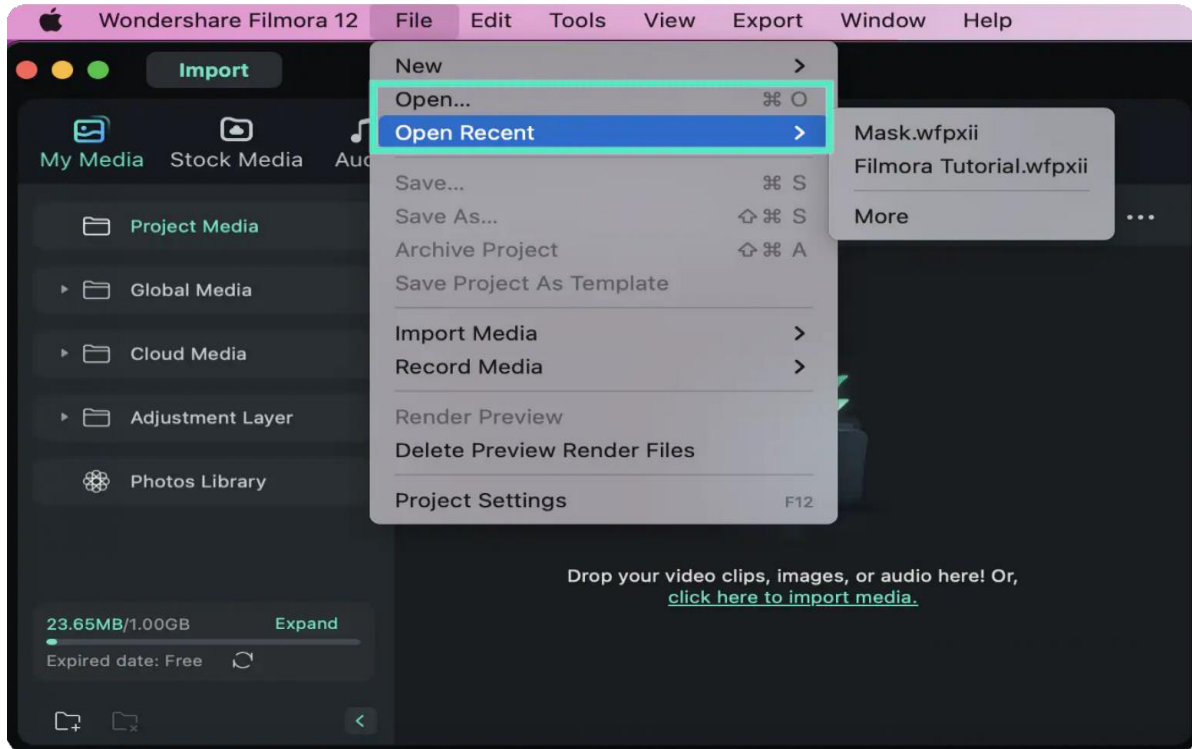 Wondershare Filmora 12 File Edit Tools View Export Window Help
Import
My Media Stock Media
Project Media
Global Media
Cloud Media
Adjustment Layer
Photos Library
23.65MB/1.00GB Expand
Expired date: Free
New
Open... ⌘ O
Open Recent
Save... ⌘ S
Save As... ⇧⌘ S
Archive Project ⇧⌘ A
Save Project As Template
Import Media
Record Media
Render Preview
Delete Preview Render Files
Project Settings F12
Mask.wfpxii
Filmora Tutorial.wfpxii
More
Drop your video clips, images, or audio here! Or,
click here to import media.